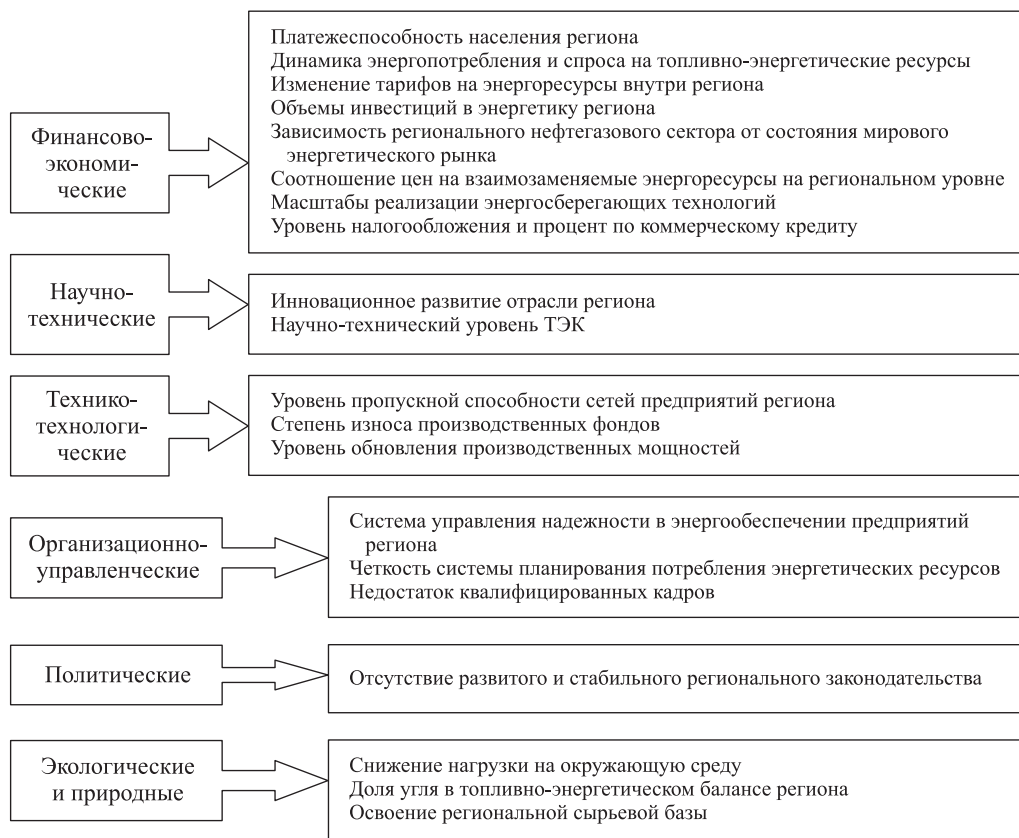 Финансово-
экономи-
ческие
Платежеспособность населения региона
Динамика энергопотребления и спроса на топливно-энергетические ресурсы
Изменение тарифов на энергоресурсы внутри региона
Объемы инвестиций в энергетику региона
Зависимость регионального нефтегазового сектора от состояния мирового
энергетического рынка
Соотношение цен на взаимозаменяемые энергоресурсы на региональном уровне
Масштабы реализации энергосберегающих технологий
Уровень налогообложения и процент по коммерческому кредиту
Научно-
технические
Инновационное развитие отрасли региона
Научно-технический уровень ТЭК
Технико-
технологи-
ческие
Уровень пропускной способности сетей предприятий региона
Степень износа производственных фондов
Уровень обновления производственных мощностей
Организационно-
управленческие
Система управления надежности в энергообеспечении предприятий
региона
Четкость системы планирования потребления энергетических ресурсов
Недостаток квалифицированных кадров
Политические
Отсутствие развитого и стабильного регионального законодательства
Экологические
и природные
Снижение нагрузки на окружающую среду
Доля угля в топливно-энергетическом балансе региона
Освоение региональной сырьевой базы